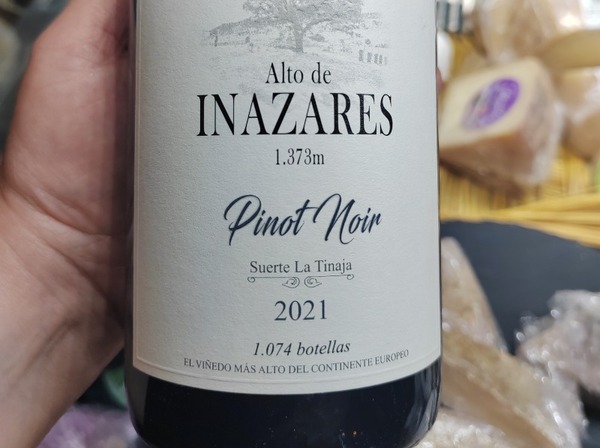 Alto de
INAZARES
1.373m
Pinot Noir
Suerte La Tinaja
2021
1.074 botellas
EL VIÑEDO MÁS ALTO DEL CONTINENTE EUROPEO